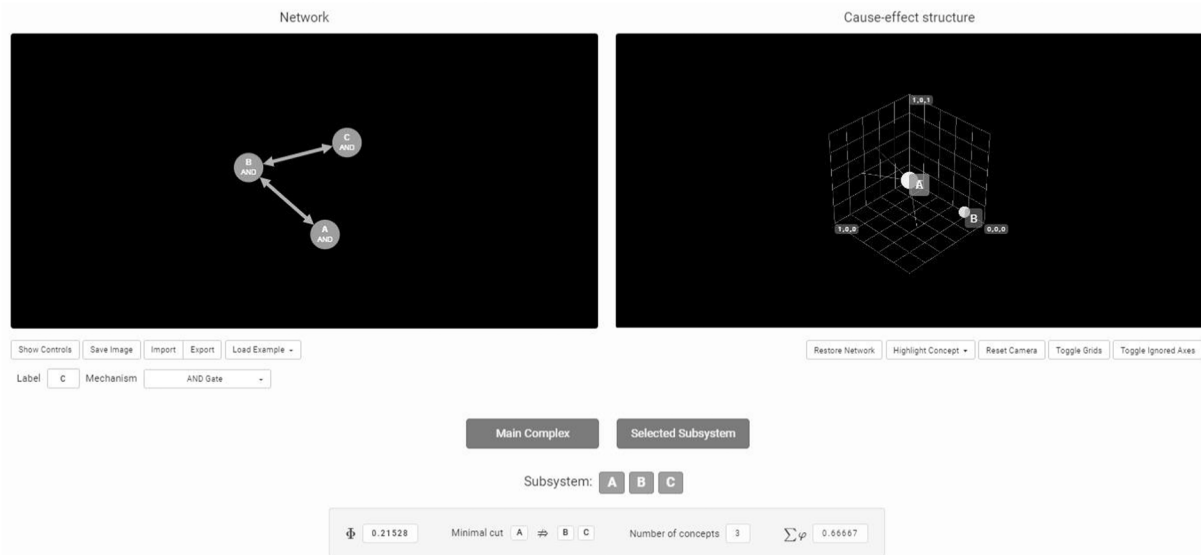 Network
Cause-effect structure
C
AND
B
AND
A
AND
1,0,1
A
B
1,0,0
0,0,0
Show Controls Save Image Import Export Load Example
Restore Network Highlight Concept Reset Camera Toggle Grids Toggle Ignored Axes
Label C Mechanism AND Gate
Main Complex Selected Subsystem
Subsystem: A B C
Φ 0.21528 Minimal cut A ⇏ B C Number of concepts 3 ∑φ 0.66667